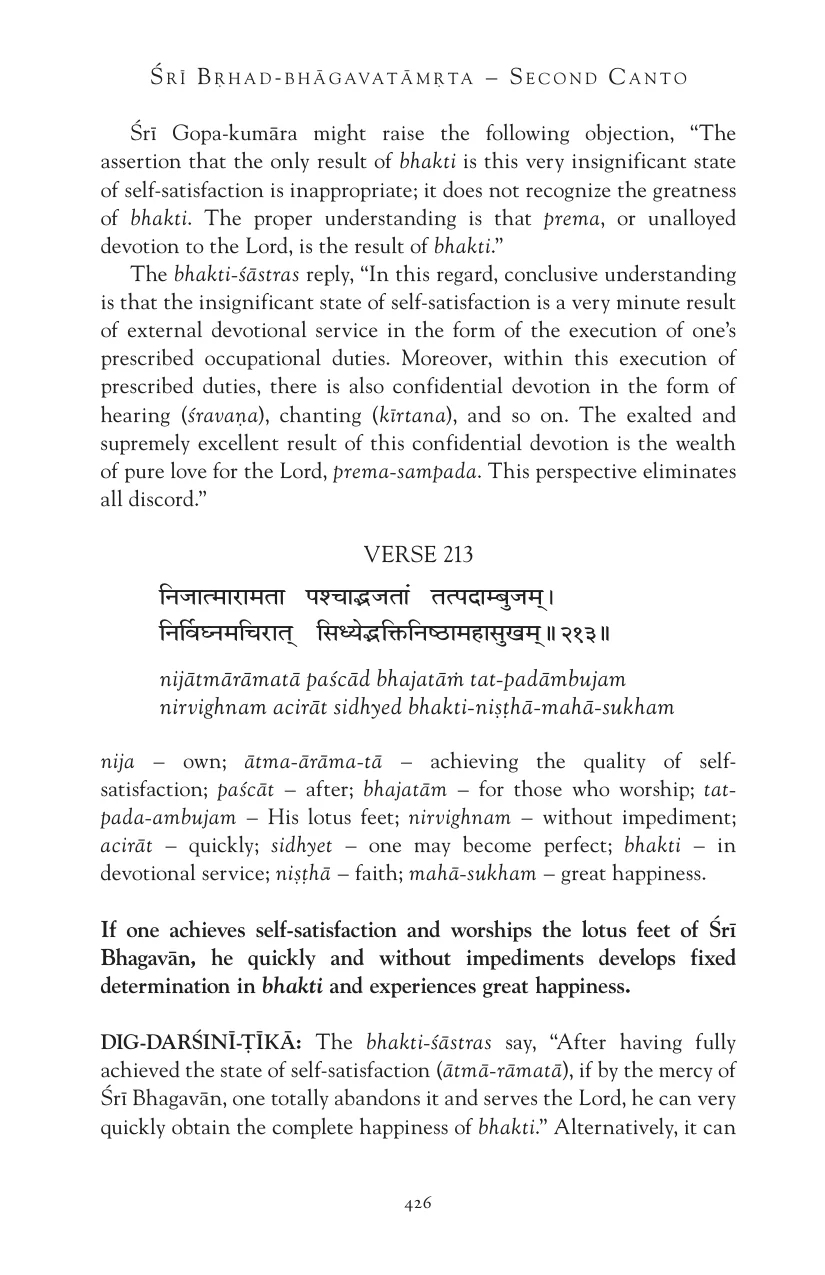 ŚRĪ BṚHAD-BHĀGAVATĀMṚTA – SECOND CANTO
Śrī Gopa-kumāra might raise the following objection, “The
assertion that the only result of bhakti is this very insignificant state
of self-satisfaction is inappropriate; it does not recognize the greatness
of bhakti. The proper understanding is that prema, or unalloyed
devotion to the Lord, is the result of bhakti.”
The bhakti-śāstras reply, “In this regard, conclusive understanding
is that the insignificant state of self-satisfaction is a very minute result
of external devotional service in the form of the execution of one’s
prescribed occupational duties. Moreover, within this execution of
prescribed duties, there is also confidential devotion in the form of
hearing (śravaṇa), chanting (kīrtana), and so on. The exalted and
supremely excellent result of this confidential devotion is the wealth
of pure love for the Lord, prema-sampada. This perspective eliminates
all discord.”
VERSE 213
निजात्मारामता पश्चाद्भजतां तत्पदाम्बुजम्।
निर्विघ्नमचिरात् सिध्येद्भक्तिनिष्ठामहासुखम्॥२१३॥
nijātmārāmatā paścād bhajatāṁ tat-padāmbujam
nirvighnam acirāt sidhyed bhakti-niṣṭhā-mahā-sukham
nija – own; ātma-ārāma-tā – achieving the quality of self-
satisfaction; paścāt – after; bhajatām – for those who worship; tat-
pada-ambujam – His lotus feet; nirvighnam – without impediment;
acirāt – quickly; sidhyet – one may become perfect; bhakti – in
devotional service; niṣṭhā – faith; mahā-sukham – great happiness.
If one achieves self-satisfaction and worships the lotus feet of Śrī
Bhagavān, he quickly and without impediments develops fixed
determination in bhakti and experiences great happiness.
DIG-DARŚINĪ-ṬĪKĀ: The bhakti-śāstras say, “After having fully
achieved the state of self-satisfaction (ātmā-rāmatā), if by the mercy of
Śrī Bhagavān, one totally abandons it and serves the Lord, he can very
quickly obtain the complete happiness of bhakti.” Alternatively, it can
426